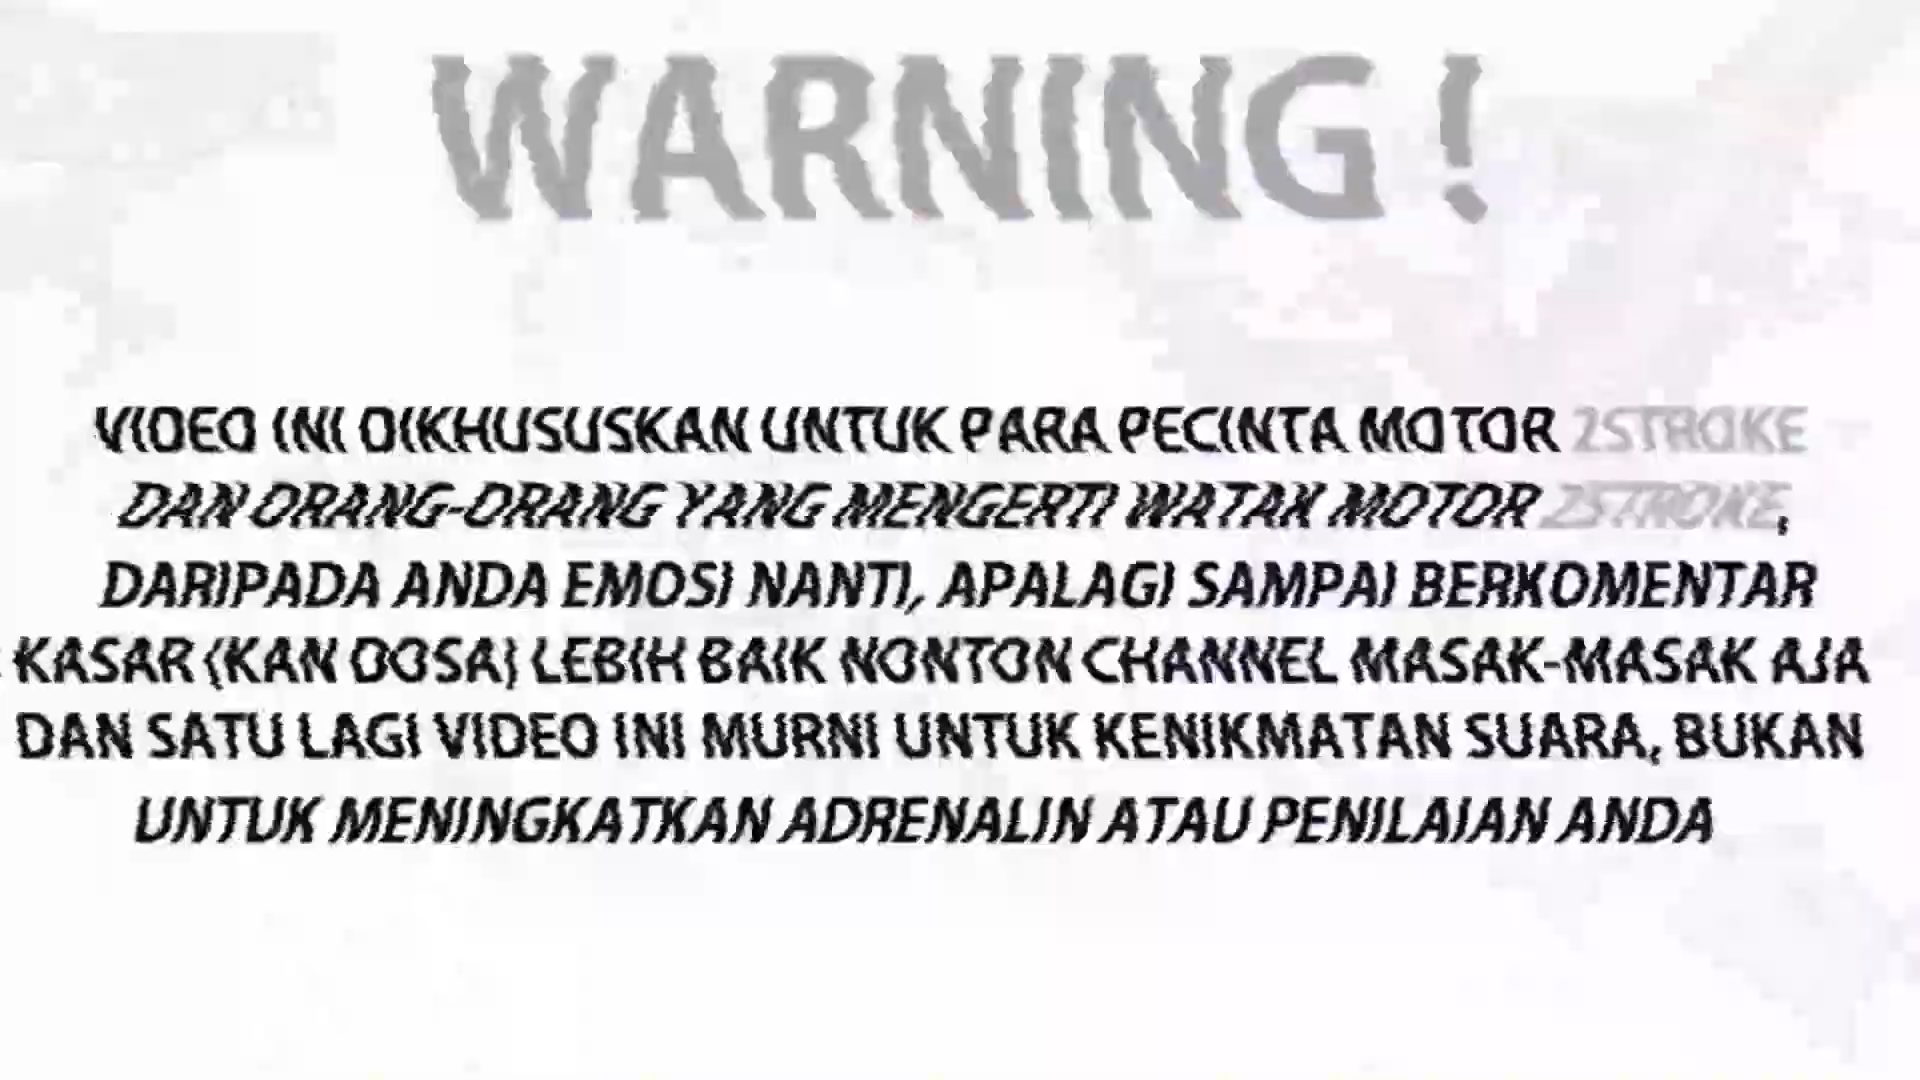 WARNING !
VIDEO INI DIKHUSUSKAN UNTUK PARA PECINTA MOTOR 2STROKE
DAN ORANG-ORANG YANG MENGERTI WATAK MOTOR 2STROKE,
DARIPADA ANDA EMOSI NANTI, APALAGI SAMPAI BERKOMENTAR
KASAR (KAN DOSA) LEBIH BAIK NONTON CHANNEL MASAK-MASAK AJA
DAN SATU LAGI VIDEO INI MURNI UNTUK KENIKMATAN SUARA, BUKAN
UNTUK MENINGKATKAN ADRENALIN ATAU PENILAIAN ANDA